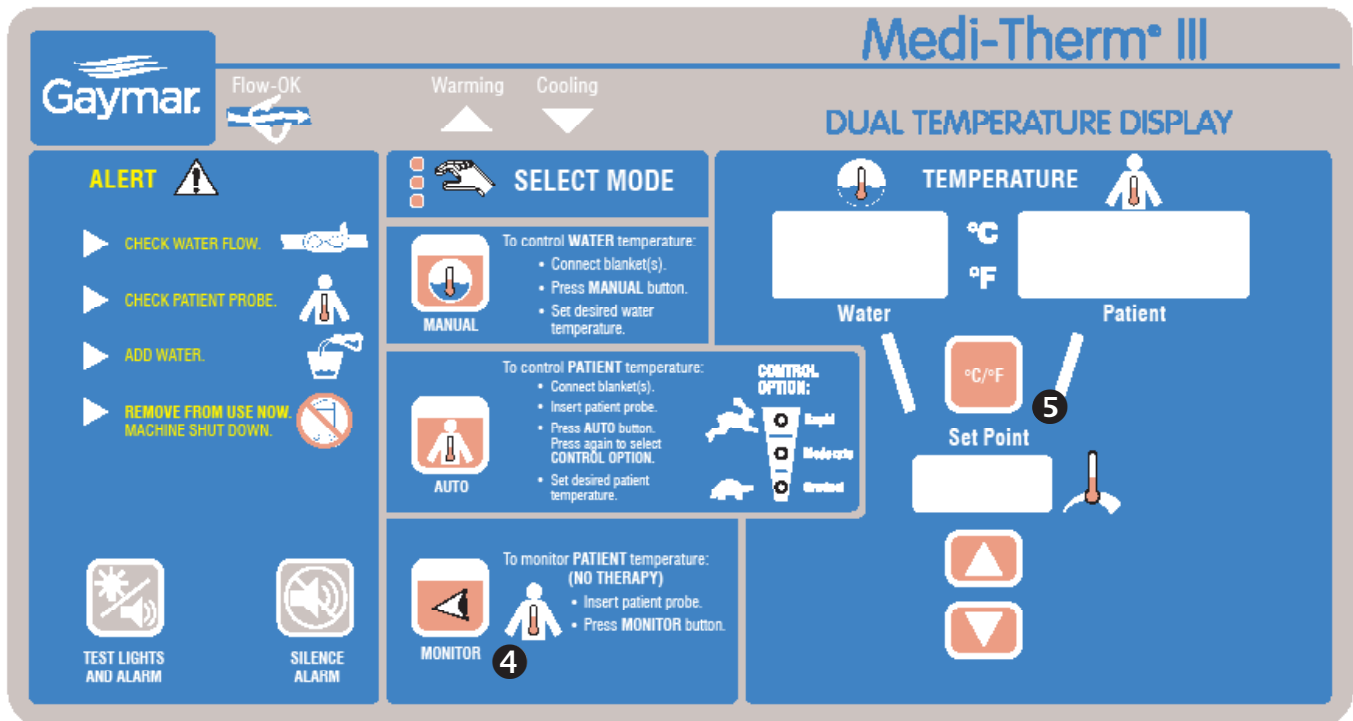 Medi-Therm® III
Gaymar.
Flow-OK
Warming
Cooling
DUAL TEMPERATURE DISPLAY
ALERT
CHECK WATER FLOW.
CHECK PATIENT PROBE.
ADD WATER.
REMOVE FROM USE NOW.
MACHINE SHUT DOWN.
TEST LIGHTS
AND ALARM
SILENCE
ALARM
SELECT MODE
MANUAL
To control WATER temperature:
• Connect blanket(s).
• Press MANUAL button.
• Set desired water
temperature.
AUTO
To control PATIENT temperature:
• Connect blanket(s).
• Insert patient probe.
• Press AUTO button.
Press again to select
CONTROL OPTION.
• Set desired patient
temperature.
CONTROL
OPTION:
Rapid
Moderate
Gradual
MONITOR
4
To monitor PATIENT temperature:
(NO THERAPY)
• Insert patient probe.
• Press MONITOR button.
TEMPERATURE
°C
°F
Water
Patient
°C/°F
5
Set Point